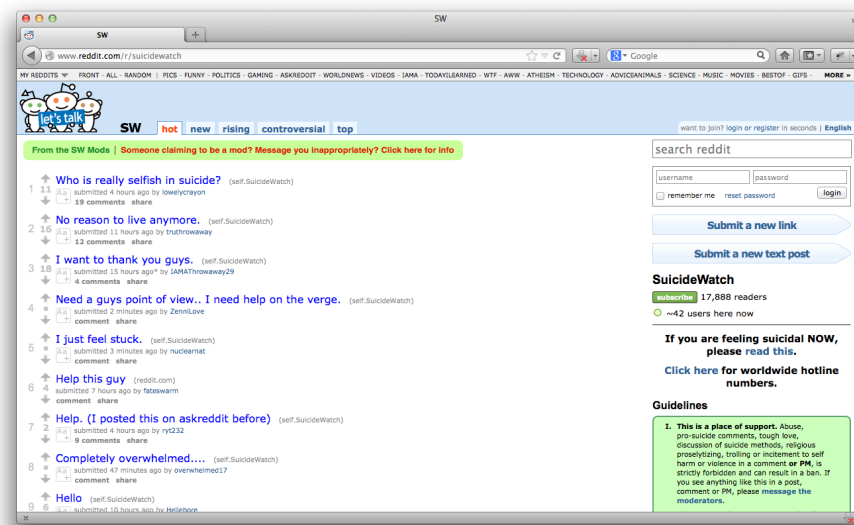 SW
SW
www.reddit.com/r/suicidewatch
Google
MY REDDITS FRONT - ALL - RANDOM | PICS - FUNNY - POLITICS - GAMING - ASKREDDIT - WORLDNEWS - VIDEOS - IAMA - TODAYILEARNED - WTF - AWW - ATHEISM - TECHNOLOGY - ADVICEANIMALS - SCIENCE - MUSIC - MOVIES - BESTOF - GIFS - MORE »
let's talk
SW hot new rising controversial top
want to join? login or register in seconds | English
From the SW Mods | Someone claiming to be a mod? Message you inappropriately? Click here for info
1 11 Who is really selfish in suicide? (self.SuicideWatch)
submitted 4 hours ago by lowelycrayon
19 comments share
2 16 No reason to live anymore. (self.SuicideWatch)
submitted 11 hours ago by truthrowaway
12 comments share
3 18 I want to thank you guys. (self.SuicideWatch)
submitted 15 hours ago* by IAMAThrowaway29
4 comments share
4 • Need a guys point of view.. I need help on the verge. (self.SuicideWatch)
submitted 2 minutes ago by ZenniLove
comment share
5 • I just feel stuck. (self.SuicideWatch)
submitted 3 minutes ago by nuclearnat
comment share
6 4 Help this guy (reddit.com)
submitted 7 hours ago by fateswarm
comment share
7 2 Help. (I posted this on askreddit before) (self.SuicideWatch)
submitted 4 hours ago by ryt232
9 comments share
8 • Completely overwhelmed.... (self.SuicideWatch)
submitted 47 minutes ago by overwhelmed17
comment share
9 6 Hello (self.SuicideWatch)
submitted 10 hours ago by Hellebore
search reddit
username password
remember me reset password login
Submit a new link
Submit a new text post
SuicideWatch
subscribe 17,888 readers
~42 users here now
If you are feeling suicidal NOW,
please read this.
Click here for worldwide hotline
numbers.
Guidelines
I. This is a place of support. Abuse,
pro-suicide comments, tough love,
discussion of suicide methods, religious
proselytizing, trolling or incitement to self
harm or violence in a comment or PM, is
strictly forbidden and can result in a ban. If
you see anything like this in a post,
comment or PM, please message the
moderators.